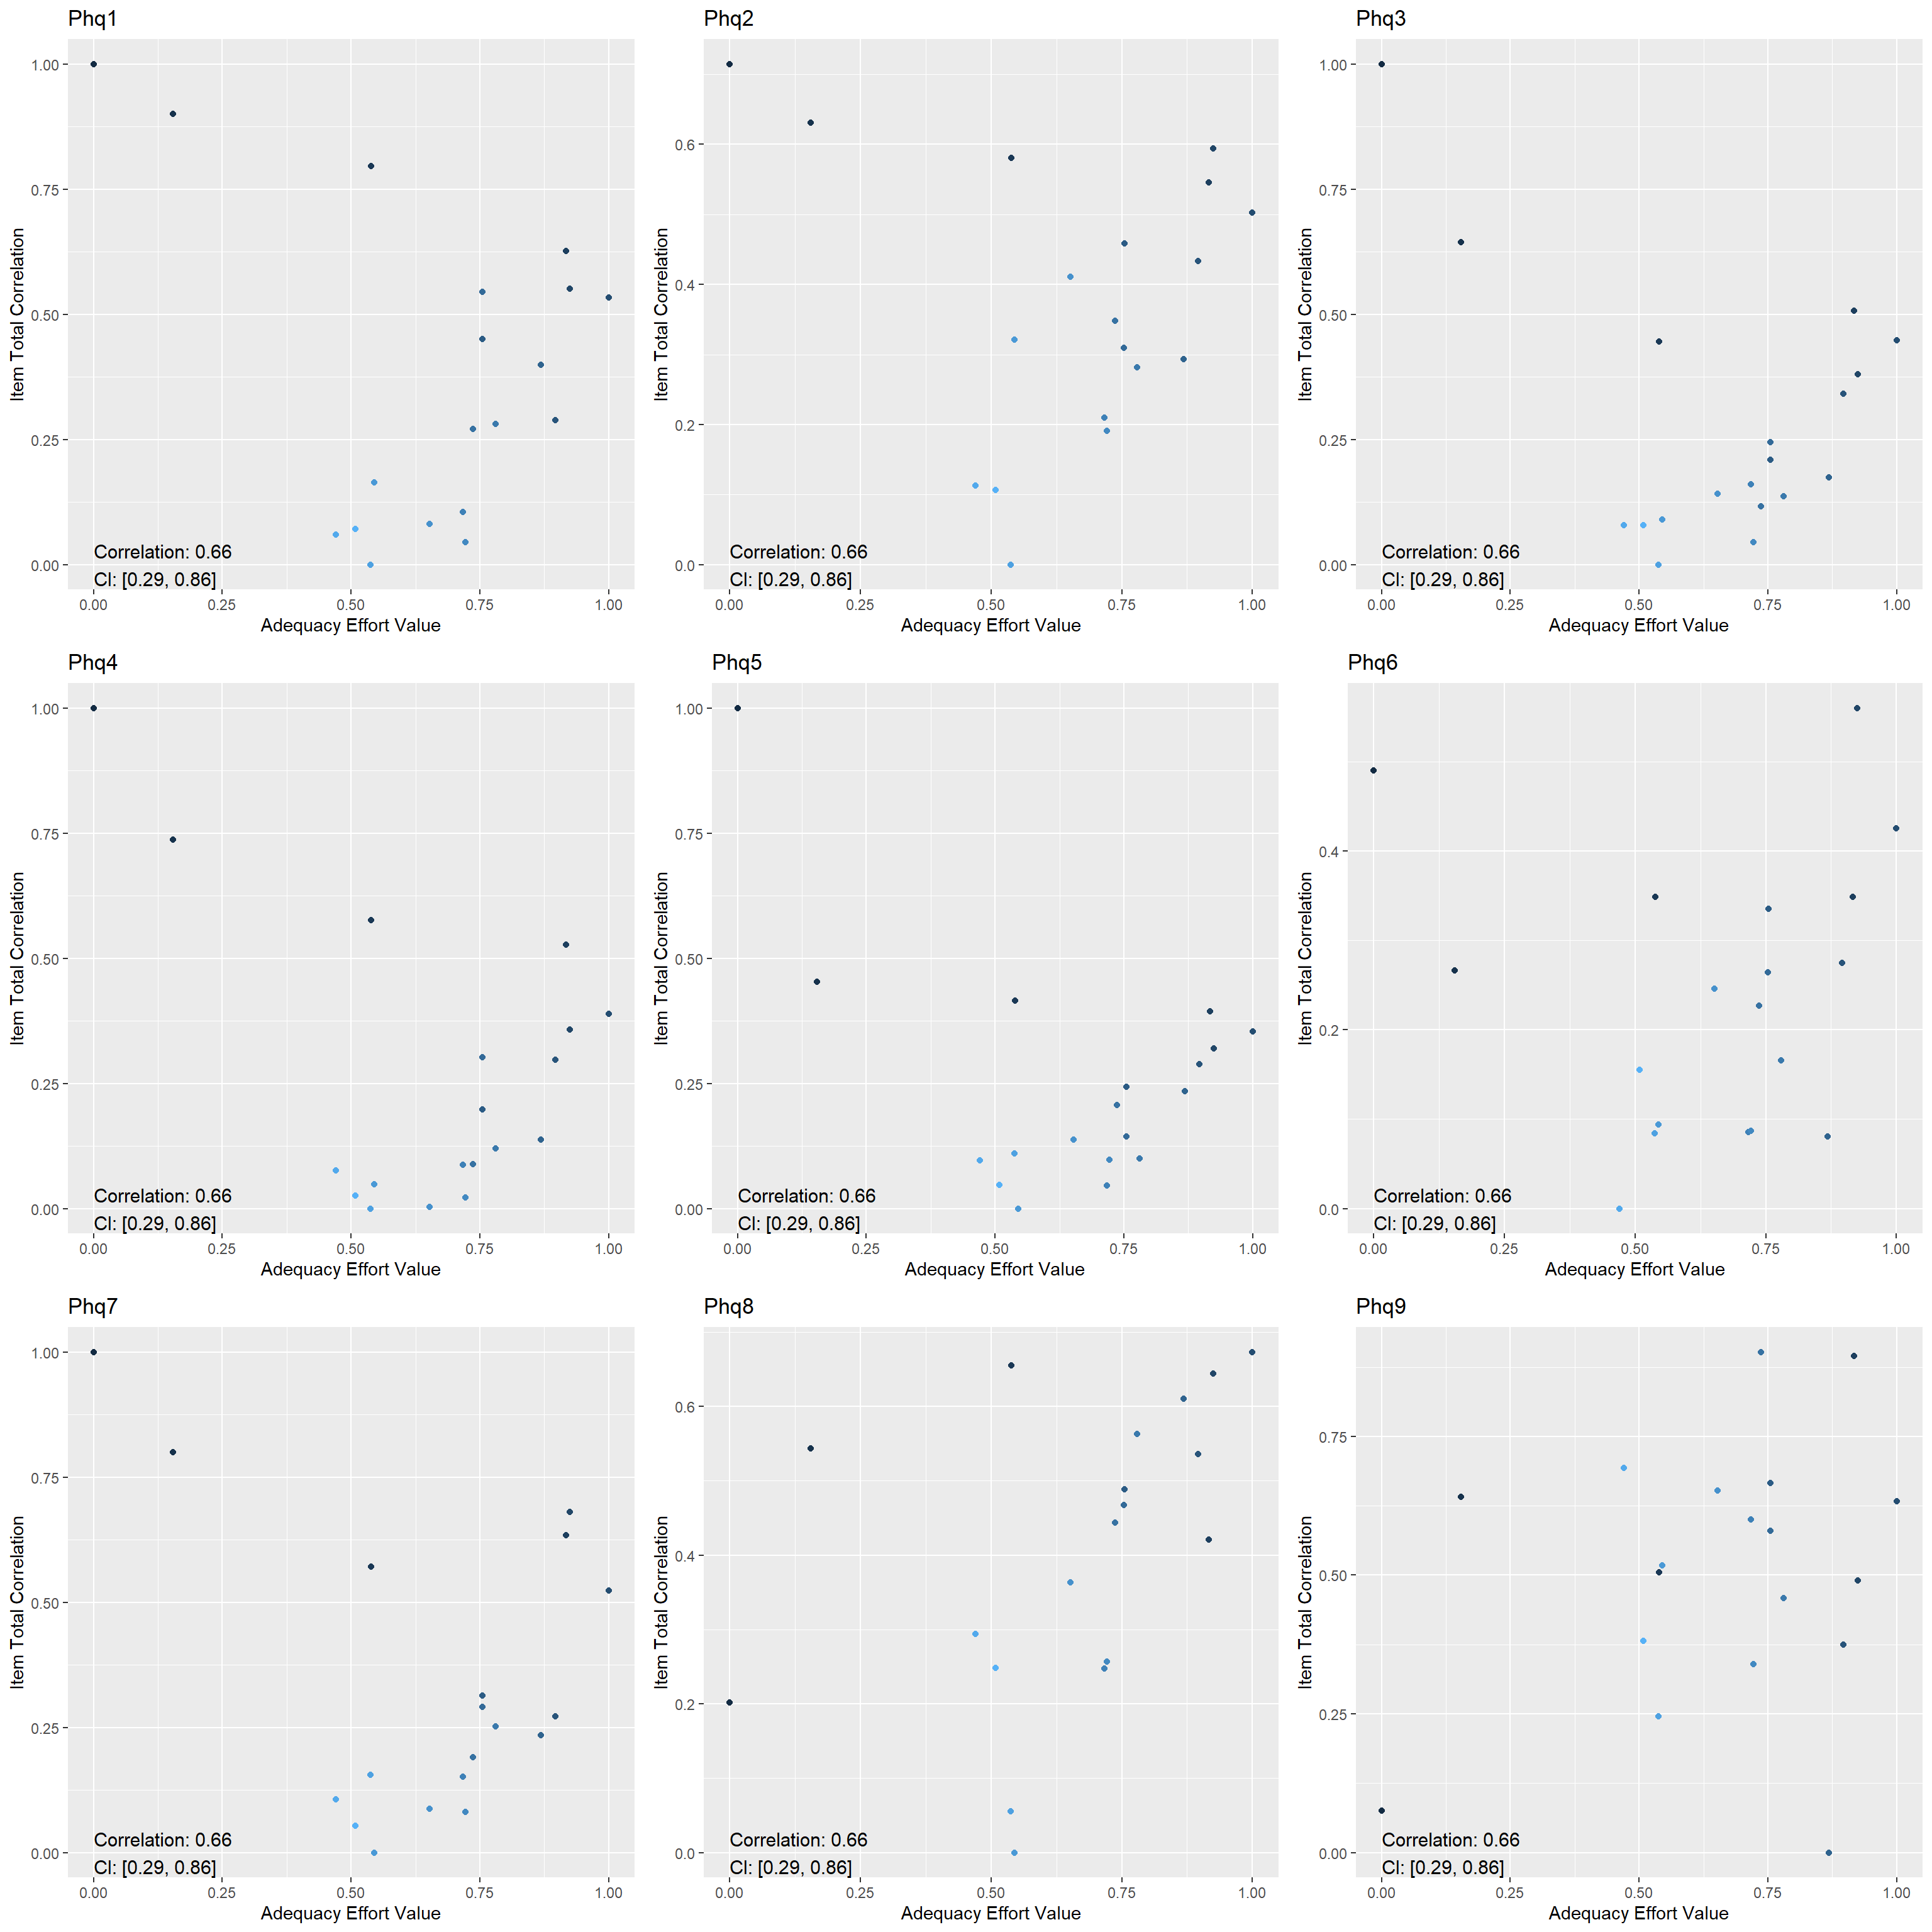 Phq1
Phq2
Phq3
1.00
0.75
0.50
0.25
0.00
Item Total Correlation
Correlation: 0.66
CI: [0.29, 0.86]
0.00 0.25 0.50 0.75 1.00
Adequacy Effort Value
0.6
0.4
0.2
0.0
Item Total Correlation
Correlation: 0.66
CI: [0.29, 0.86]
0.00 0.25 0.50 0.75 1.00
Adequacy Effort Value
1.00
0.75
0.50
0.25
0.00
Item Total Correlation
Correlation: 0.66
CI: [0.29, 0.86]
0.00 0.25 0.50 0.75 1.00
Adequacy Effort Value
Phq4
Phq5
Phq6
1.00
0.75
0.50
0.25
0.00
Item Total Correlation
Correlation: 0.66
CI: [0.29, 0.86]
0.00 0.25 0.50 0.75 1.00
Adequacy Effort Value
1.00
0.75
0.50
0.25
0.00
Item Total Correlation
Correlation: 0.66
CI: [0.29, 0.86]
0.00 0.25 0.50 0.75 1.00
Adequacy Effort Value
0.4
0.2
0.0
Item Total Correlation
Correlation: 0.66
CI: [0.29, 0.86]
0.00 0.25 0.50 0.75 1.00
Adequacy Effort Value
Phq7
Phq8
Phq9
1.00
0.75
0.50
0.25
0.00
Item Total Correlation
Correlation: 0.66
CI: [0.29, 0.86]
0.00 0.25 0.50 0.75 1.00
Adequacy Effort Value
0.6
0.4
0.2
0.0
Item Total Correlation
Correlation: 0.66
CI: [0.29, 0.86]
0.00 0.25 0.50 0.75 1.00
Adequacy Effort Value
0.75
0.50
0.25
0.00
Item Total Correlation
Correlation: 0.66
CI: [0.29, 0.86]
0.00 0.25 0.50 0.75 1.00
Adequacy Effort Value